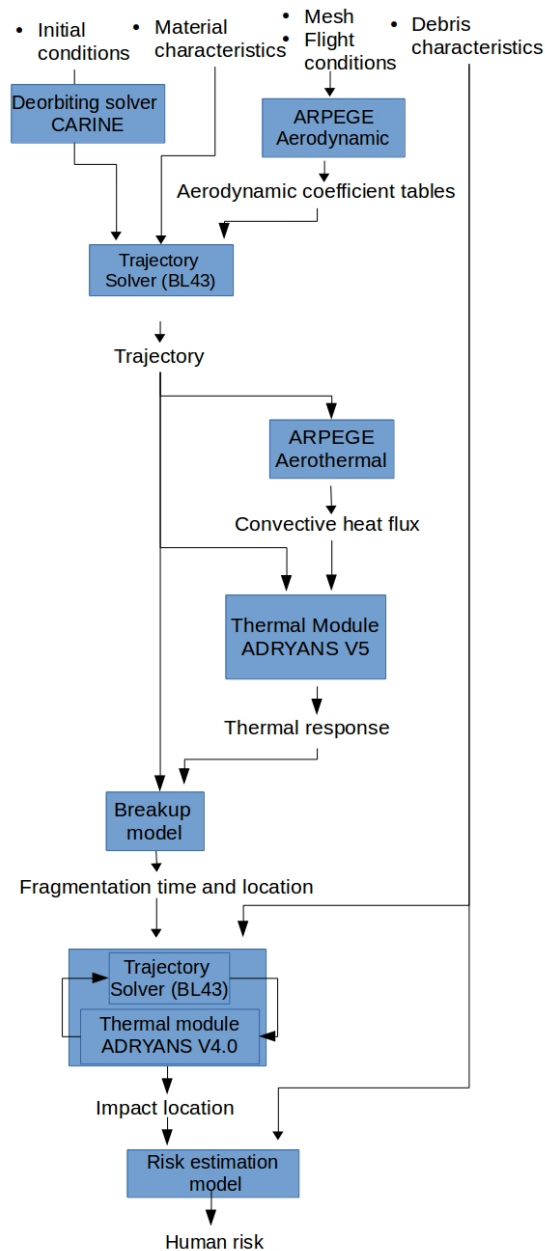 • Initial
conditions
• Material
characteristics
• Mesh
• Flight
conditions
• Debris
characteristics
Deorbiting solver
CARINE
ARPEGE
Aerodynamic
Aerodynamic coefficient tables
Trajectory
Solver (BL43)
Trajectory
ARPEGE
Aerothermal
Convective heat flux
Thermal Module
ADRYANS V5
Thermal response
Breakup
model
Fragmentation time and location
Trajectory
Solver (BL43)
Thermal module
ADRYANS V4.0
Impact location
Risk estimation
model
Human risk